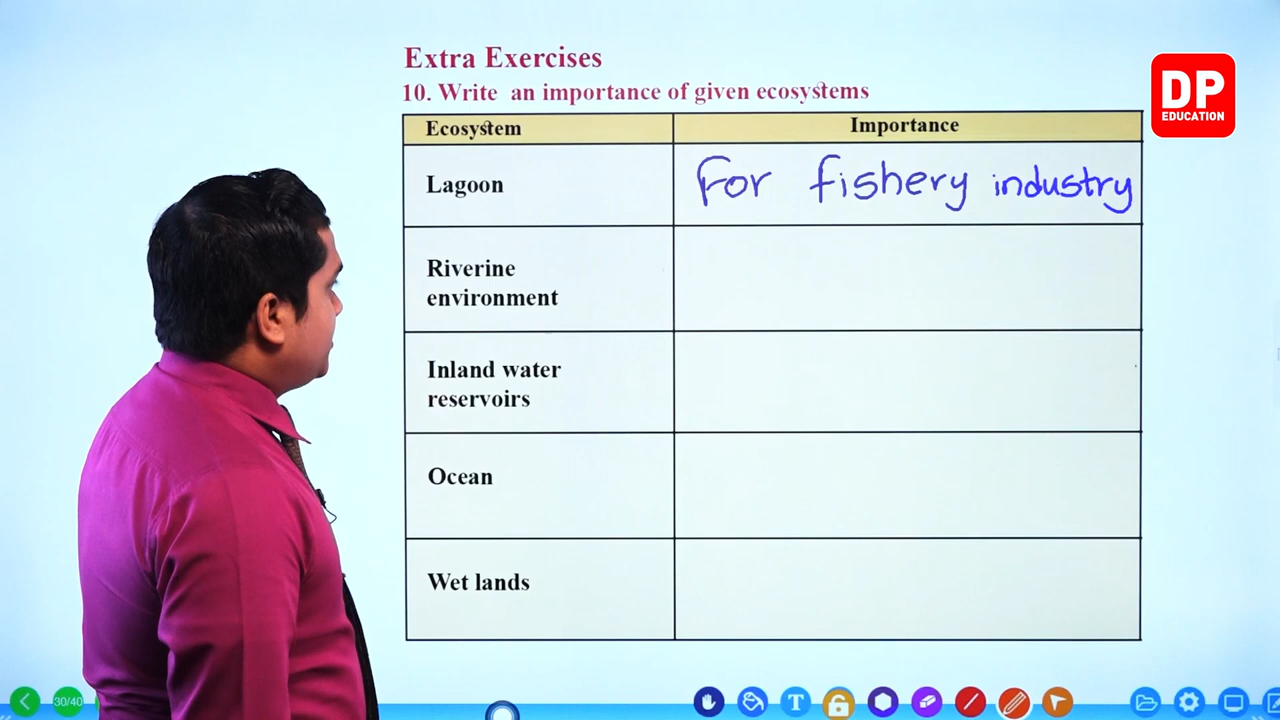 Extra Exercises
10. Write an importance of given ecosystems
Ecosystem Importance
Lagoon For fishery industry
Riverine
environment
Inland water
reservoirs
Ocean
Wet lands
DP
EDUCATION
30/40
T